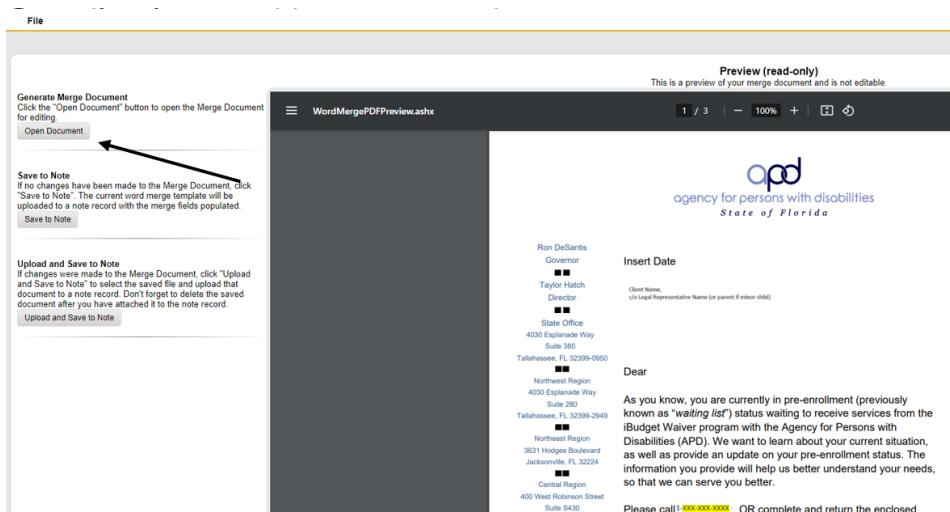 File
Preview (read-only)
This is a preview of your merge document and is not editable.
Generate Merge Document
Click the "Open Document" button to open the Merge Document
for editing.
Open Document
Save to Note
If no changes have been made to the Merge Document, click
"Save to Note". The current word merge template will be
uploaded to a note record with the merge fields populated.
Save to Note
Upload and Save to Note
If changes were made to the Merge Document, click "Upload
and Save to Note" to select the saved file and upload that
document to a note record. Don't forget to delete the saved
document after you have attached it to the note record.
Upload and Save to Note
WordMergePDFPreview.ashx
1 / 3
100%
apd
agency for persons with disabilities
State of Florida
Ron DeSantis
Governor
Taylor Hatch
Director
State Office
4030 Esplanade Way
Suite 380
Tallahassee, FL 32399-0950
Northwest Region
4030 Esplanade Way
Suite 280
Tallahassee, FL 32399-2949
Northeast Region
3631 Hodges Boulevard
Jacksonville, FL 32224
Central Region
400 West Robinson Street
Suite S430
Insert Date
Client Name,
c/o Legal Representative Name (or parent if minor child)
Dear
As you know, you are currently in pre-enrollment (previously
known as "waiting list") status waiting to receive services from the
iBudget Waiver program with the Agency for Persons with
Disabilities (APD). We want to learn about your current situation,
as well as provide an update on your pre-enrollment status. The
information you provide will help us better understand your needs,
so that we can serve you better.
Please call 1-XXX-XXX-XXXX OR complete and return the enclosed